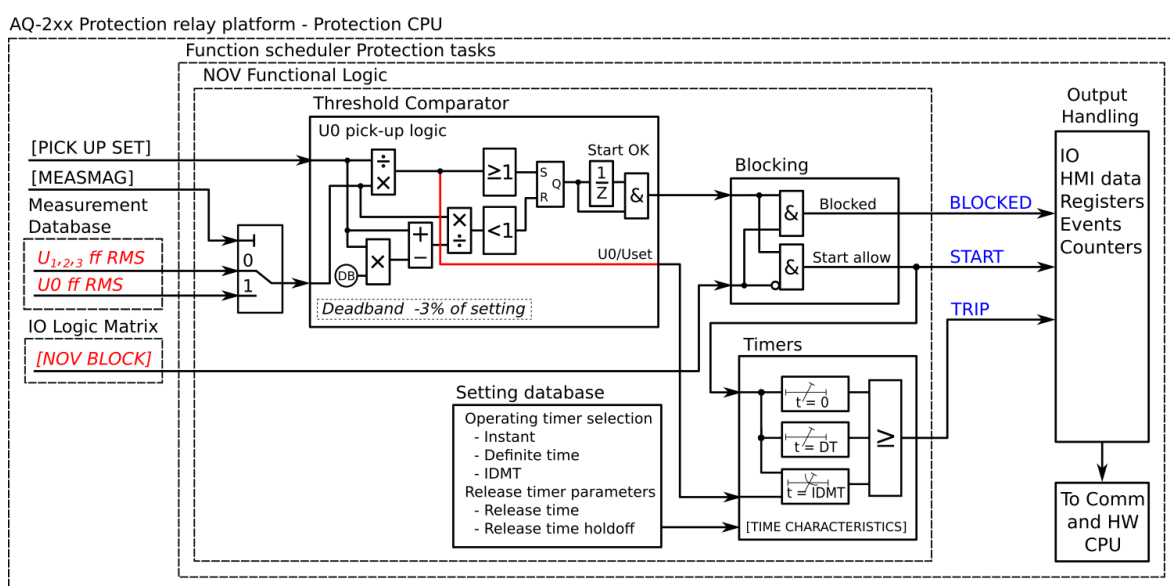 AQ-2xx Protection relay platform - Protection CPU
Function scheduler Protection tasks
NOV Functional Logic
Threshold Comparator
U0 pick-up logic
[PICK UP SET]
[MEASMAG]
Measurement
Database
U₁,₂,₃ ff RMS
U0 ff RMS
0
1
÷
×
≥1
S
R
Q
Start OK
1
Z
&
×
÷
<1
+
−
×
DB
U0/Uset
Deadband -3% of setting
IO Logic Matrix
[NOV BLOCK]
Blocking
&
Blocked
&
Start allow
BLOCKED
START
TRIP
Timers
t = 0
t = DT
t = IDMT
≥
[TIME CHARACTERISTICS]
Setting database
Operating timer selection
- Instant
- Definite time
- IDMT
Release timer parameters
- Release time
- Release time holdoff
Output
Handling
IO
HMI data
Registers
Events
Counters
To Comm
and HW
CPU